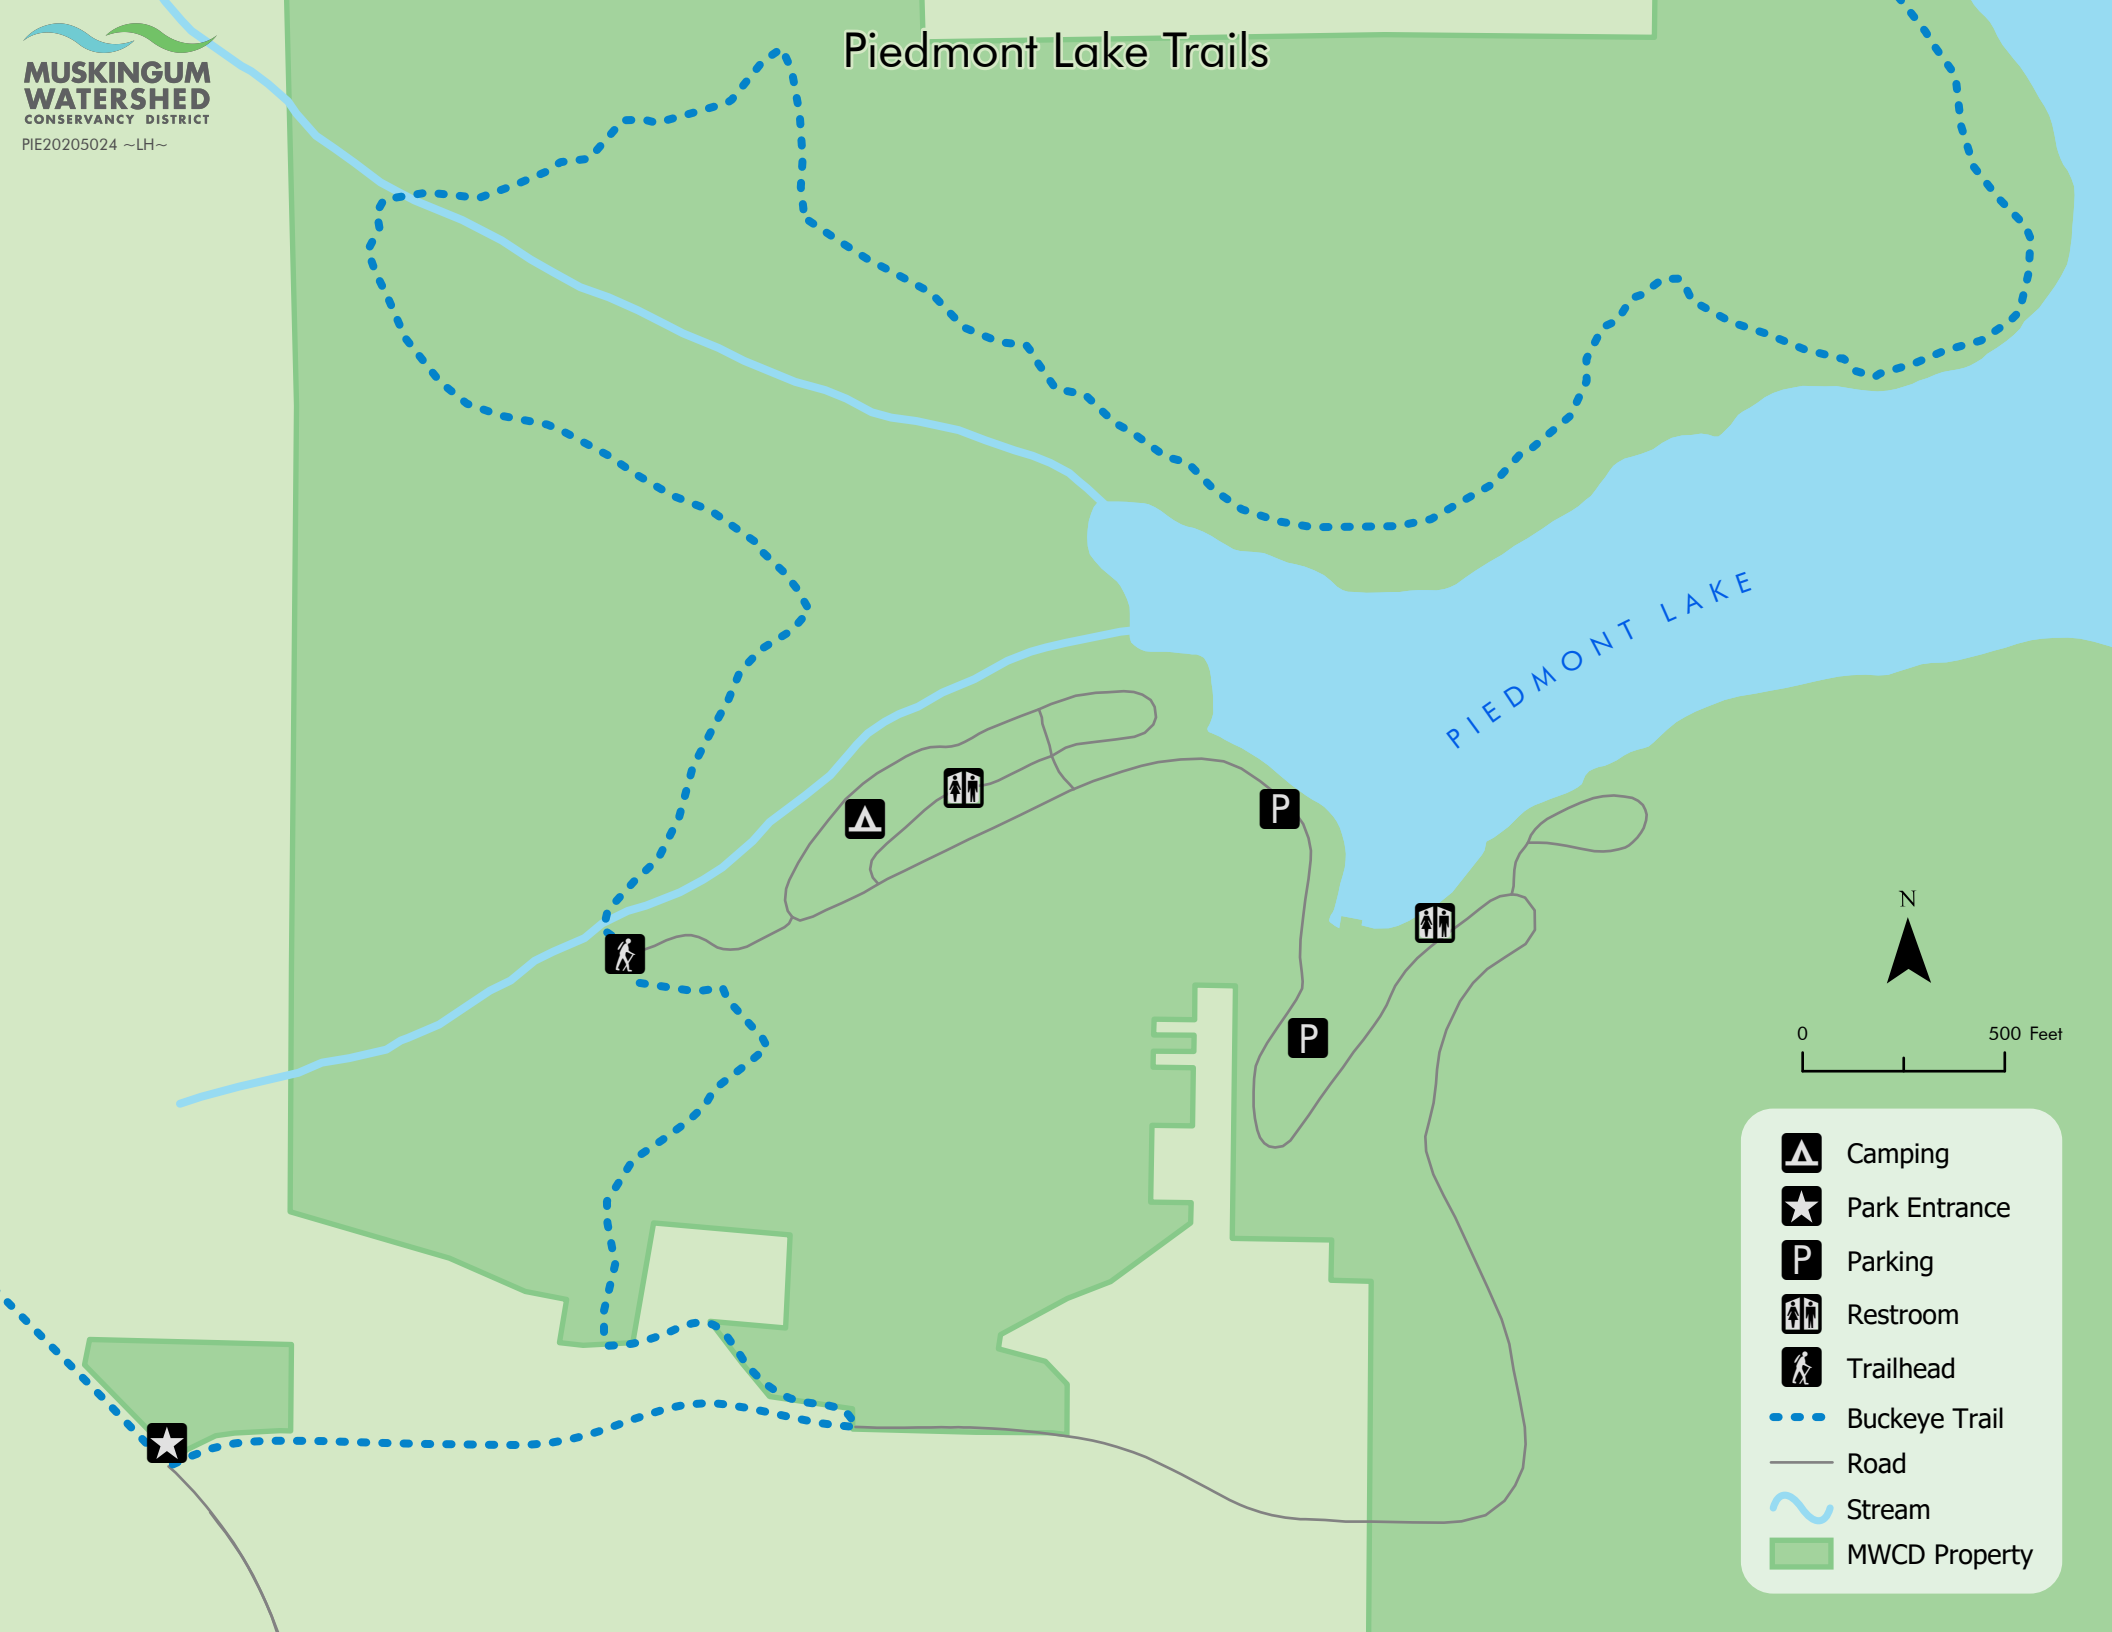 Piedmont Lake Trails
MUSKINGUM
WATERSHED
CONSERVANCY DISTRICT
PIE20205024 ~LH~
PIEDMONT LAKE
P
P
N
0 500 Feet
Camping
Park Entrance
P Parking
Restroom
Trailhead
Buckeye Trail
Road
Stream
MWCD Property